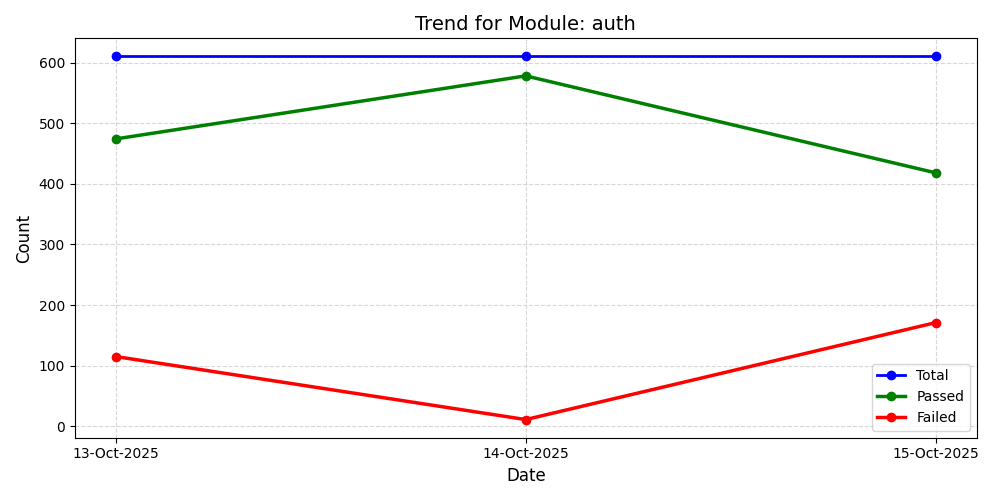 Trend for Module: auth
600
500
400
300
200
100
0
Count
13-Oct-2025
14-Oct-2025
15-Oct-2025
Date
Total
Passed
Failed